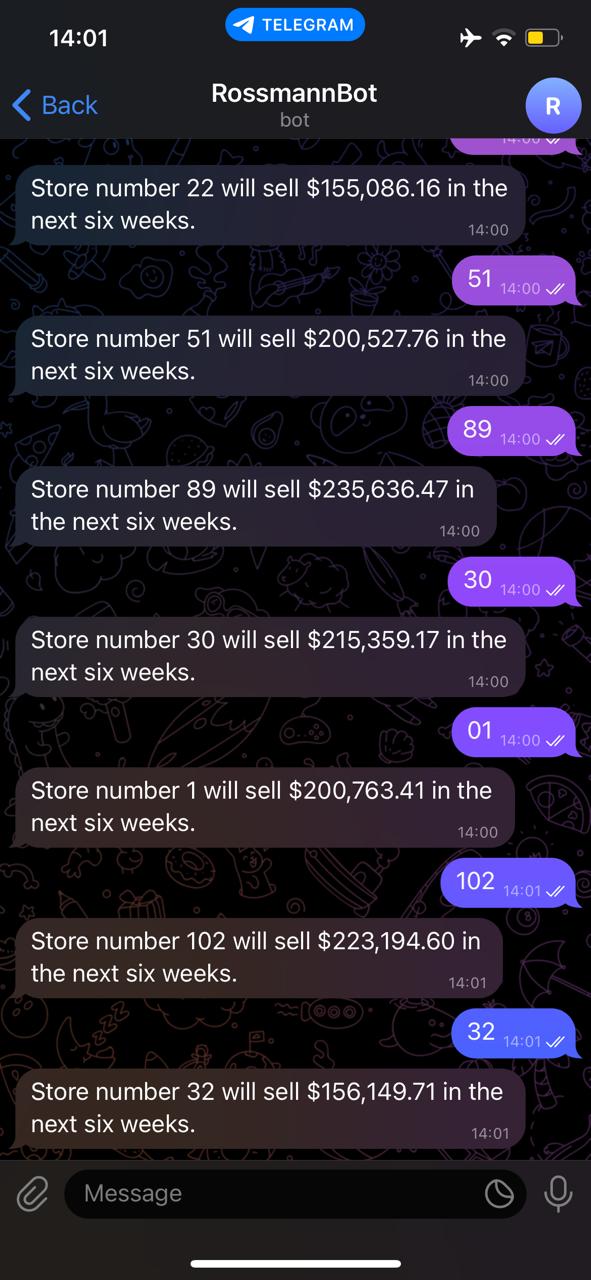 14:01
TELEGRAM
Back
RossmannBot
bot
R
14:00
Store number 22 will sell $155,086.16 in the
next six weeks.
14:00
51 14:00
Store number 51 will sell $200,527.76 in the
next six weeks.
14:00
89 14:00
Store number 89 will sell $235,636.47 in
the next six weeks.
14:00
30 14:00
Store number 30 will sell $215,359.17 in the
next six weeks.
14:00
01 14:00
Store number 1 will sell $200,763.41 in the
next six weeks.
14:00
102 14:01
Store number 102 will sell $223,194.60 in
the next six weeks.
14:01
32 14:01
Store number 32 will sell $156,149.71 in the
next six weeks.
14:01
Message